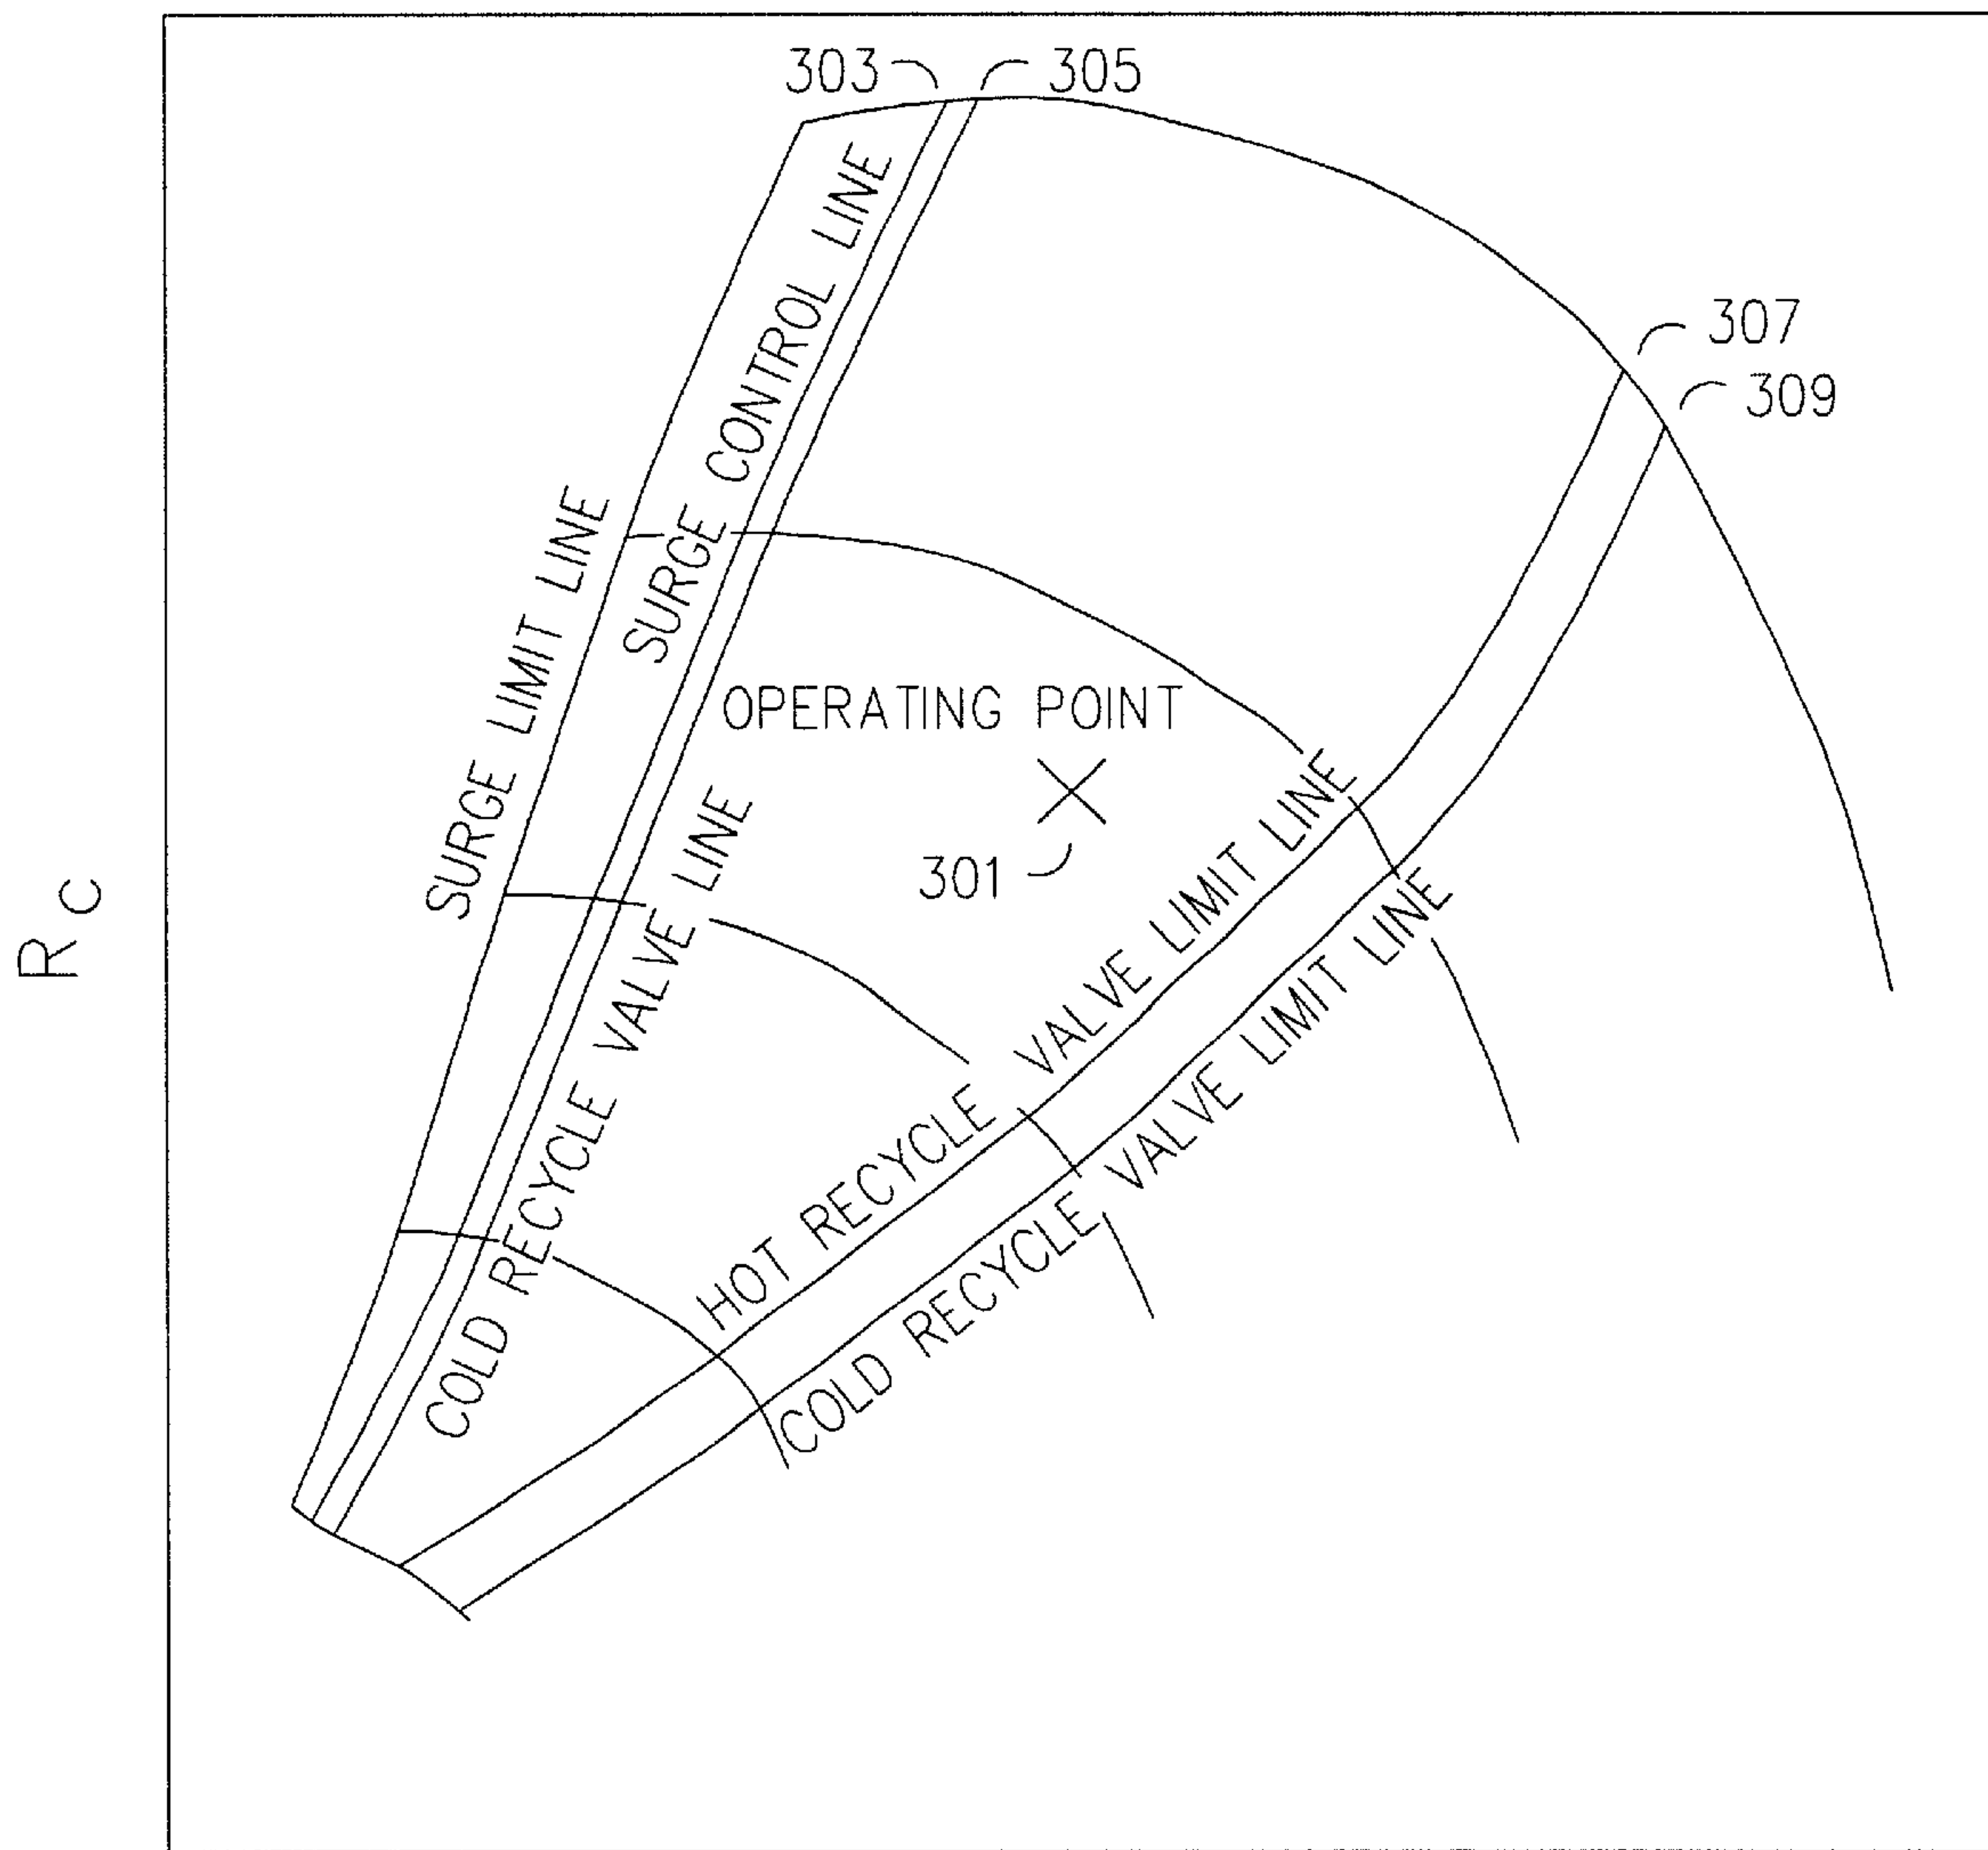 303
305
307
309
SURGE CONTROL LINE
SURGE LIMIT LINE
OPERATING POINT
301
COLD RECYCLE VALVE LINE
HOT RECYCLE VALVE LIMIT LINE
COLD RECYCLE VALVE LIMIT LINE
R C